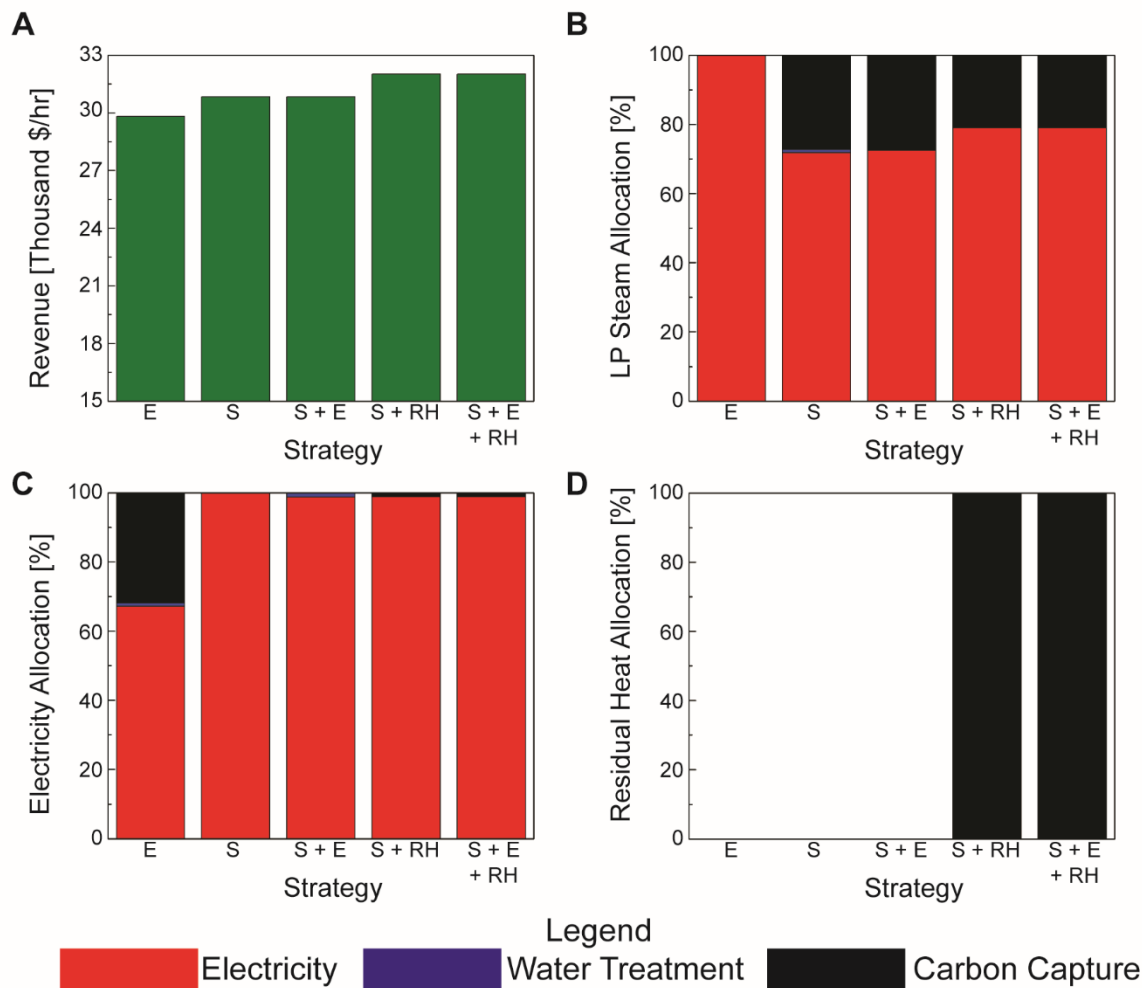 A
Revenue [Thousand $/hr]
33
30
27
24
21
18
15
E
S
S + E
S + RH
S + E
+ RH
Strategy
B
LP Steam Allocation [%]
100
80
60
40
20
0
E
S
S + E
S + RH
S + E
+ RH
Strategy
C
Electricity Allocation [%]
100
80
60
40
20
0
E
S
S + E
S + RH
S + E
+ RH
Strategy
D
Residual Heat Allocation [%]
100
80
60
40
20
0
E
S
S + E
S + RH
S + E
+ RH
Strategy
Legend
Electricity
Water Treatment
Carbon Capture